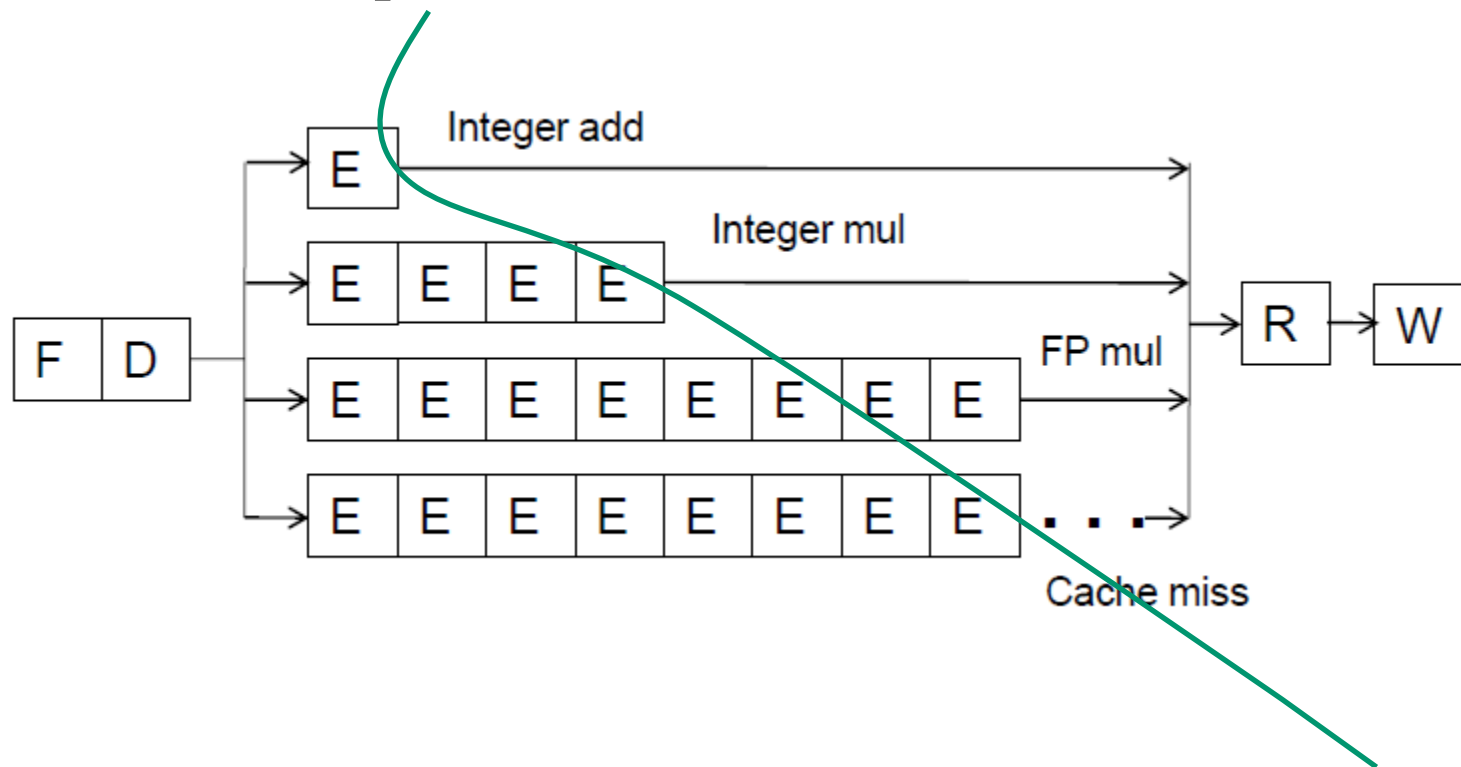 Integer add
E
Integer mul
E E E E
F D
R W
FP mul
E E E E E E E E
E E E E E E E E . . .
Cache miss